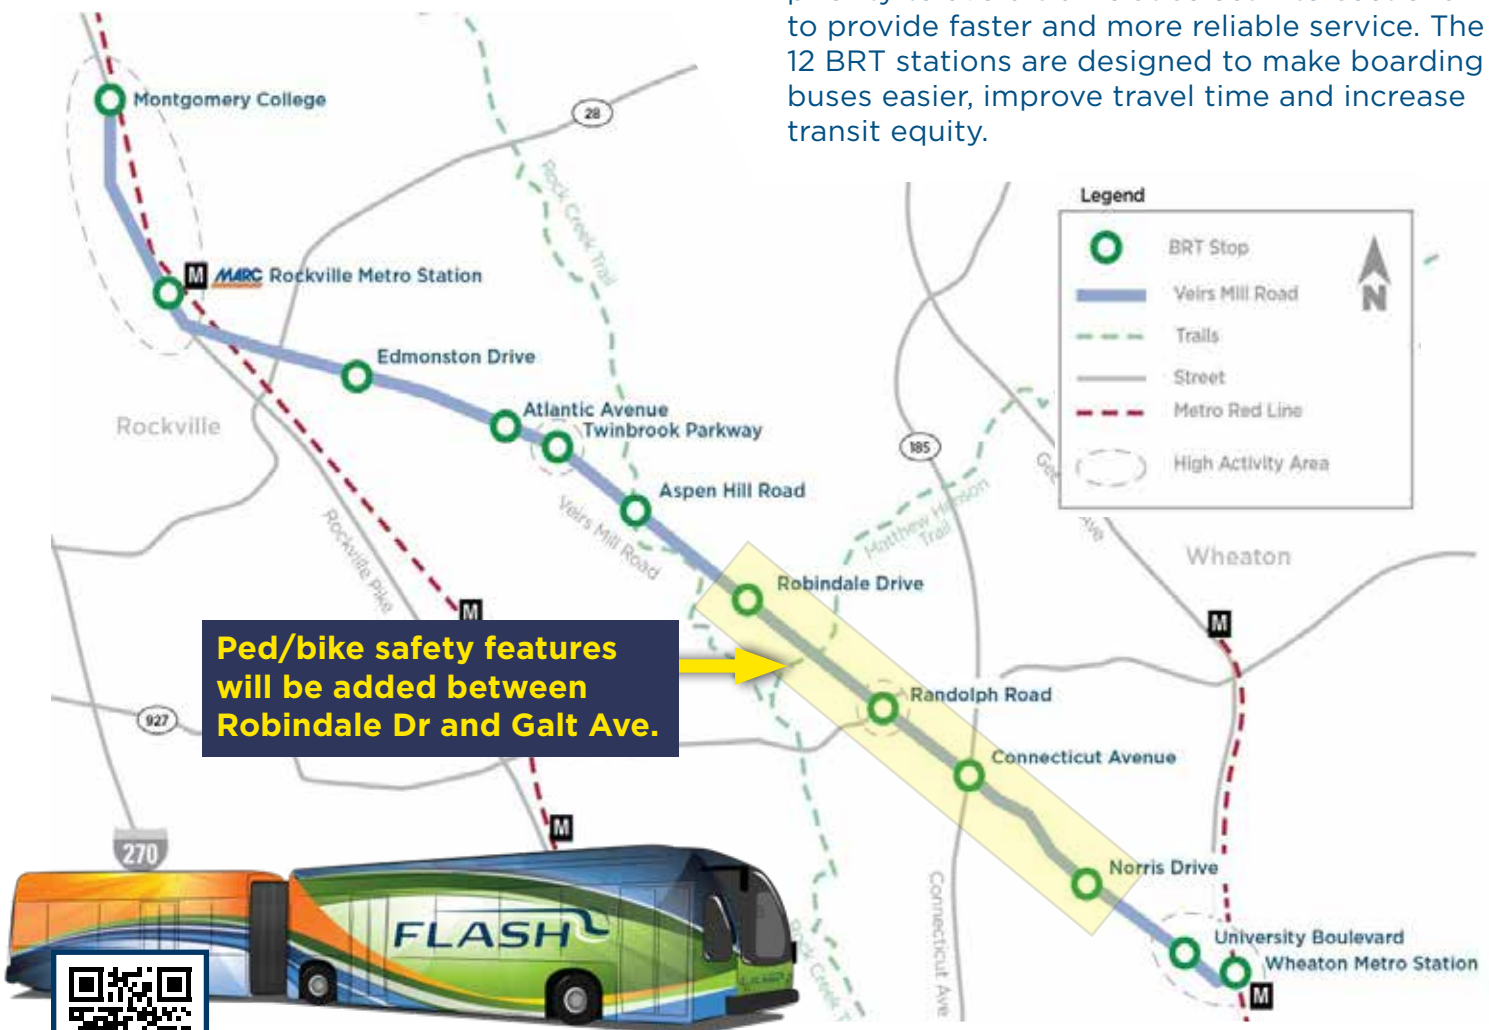 to provide faster and more reliable service. The
12 BRT stations are designed to make boarding
buses easier, improve travel time and increase
transit equity.
Montgomery College
28
Rock Creek Trail
Legend
BRT Stop
Veirs Mill Road
Trails
Street
Metro Red Line
High Activity Area
N
M MARC Rockville Metro Station
Edmonston Drive
Rockville
Atlantic Avenue
Twinbrook Parkway
185
Aspen Hill Road
Veirs Mill Road
Rockville Pike
Trail
Ave
Wheaton
Robindale Drive
M
M
Ped/bike safety features
will be added between
Robindale Dr and Galt Ave.
Randolph Road
927
Connecticut Avenue
M
270
Norris Drive
Connecticut Ave
FLASH
University Boulevard
Wheaton Metro Station
M
Rock Creek T